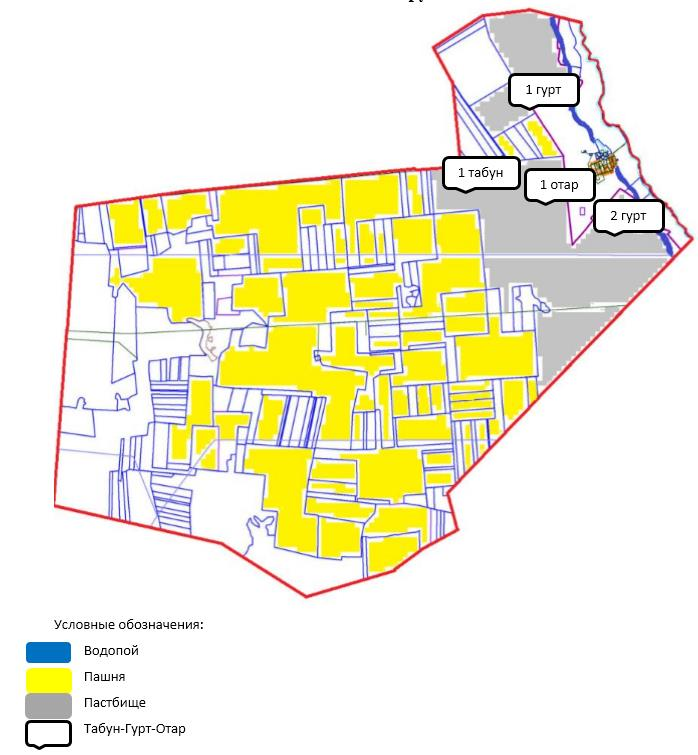 1 гурт
1 табун
1 отар
2 гурт
Условные обозначения:
Водопой
Пашня
Пастбище
Табун-Гурт-Отар